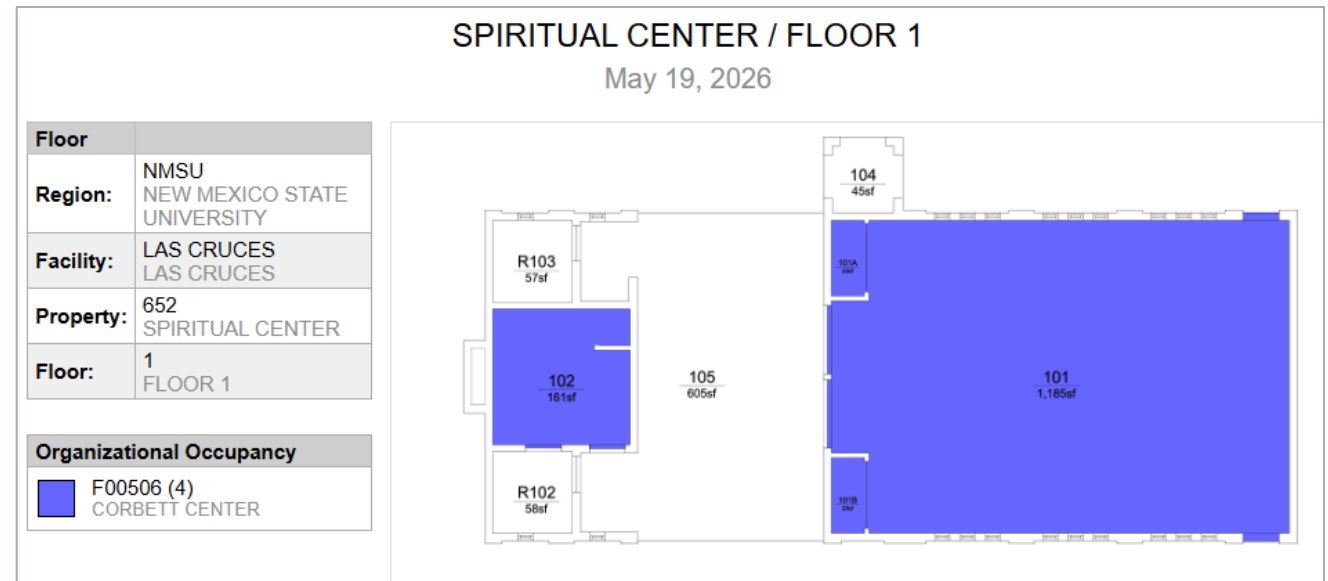 SPIRITUAL CENTER / FLOOR 1
May 19, 2026
Floor
Region: NMSU
NEW MEXICO STATE
UNIVERSITY
Facility: LAS CRUCES
LAS CRUCES
Property: 652
SPIRITUAL CENTER
Floor: 1
FLOOR 1
Organizational Occupancy
F00506 (4)
CORBETT CENTER
104
45sf
R103
57sf
101A
102
161sf
105
605sf
101
1,185sf
R102
58sf
101B